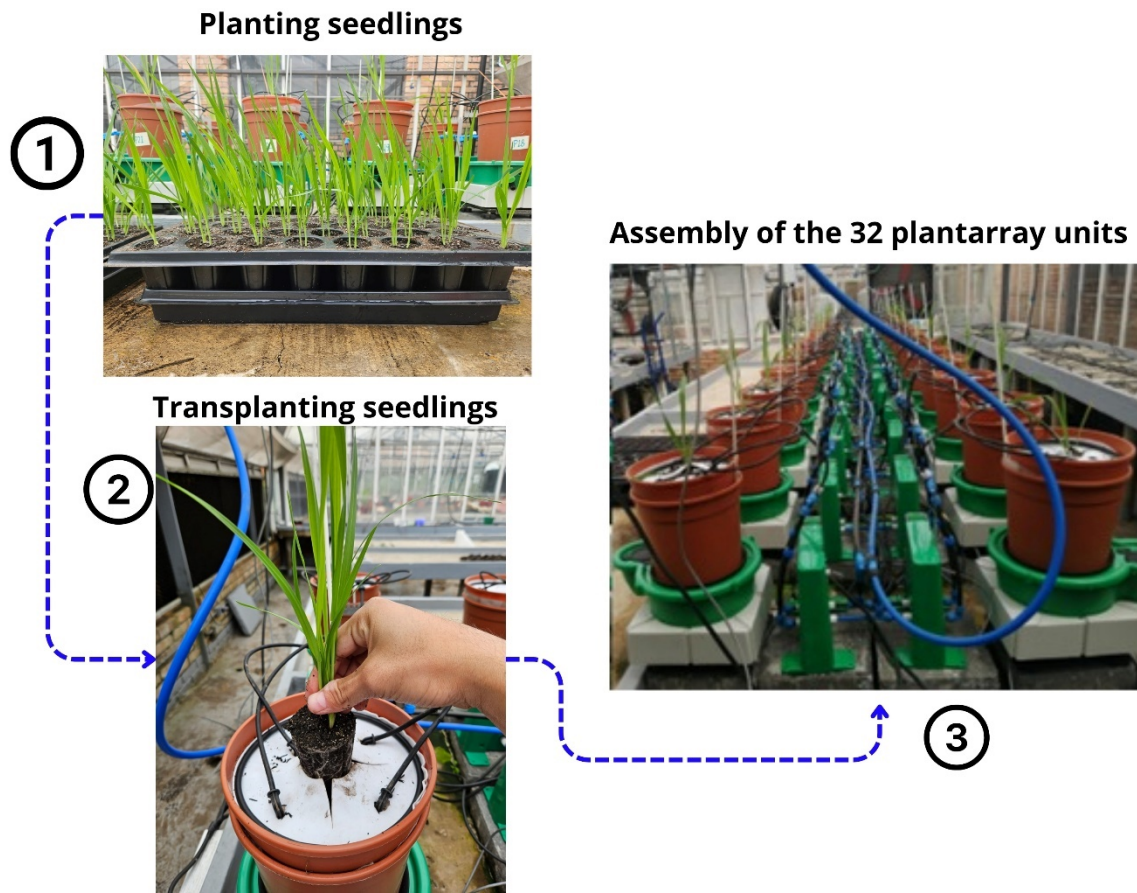 Planting seedlings
1
Transplanting seedlings
2
Assembly of the 32 plantarray units
3